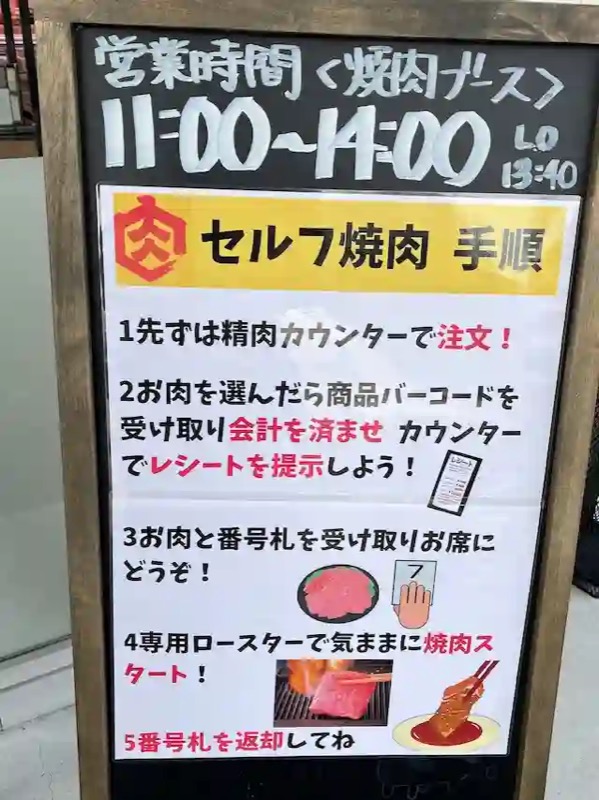 営業時間〈焼肉ブース〉
11:00~14:00 L.O 13:40
肉 セルフ焼肉 手順
1先ずは精肉カウンターで注文!
2お肉を選んだら商品バーコードを
受け取り会計を済ませ カウンター
でレシートを提示しよう!
レシート
3お肉と番号札を受け取りお席に
どうぞ!
7
4専用ロースターで気ままに焼肉ス
タート!
5番号札を返却してね